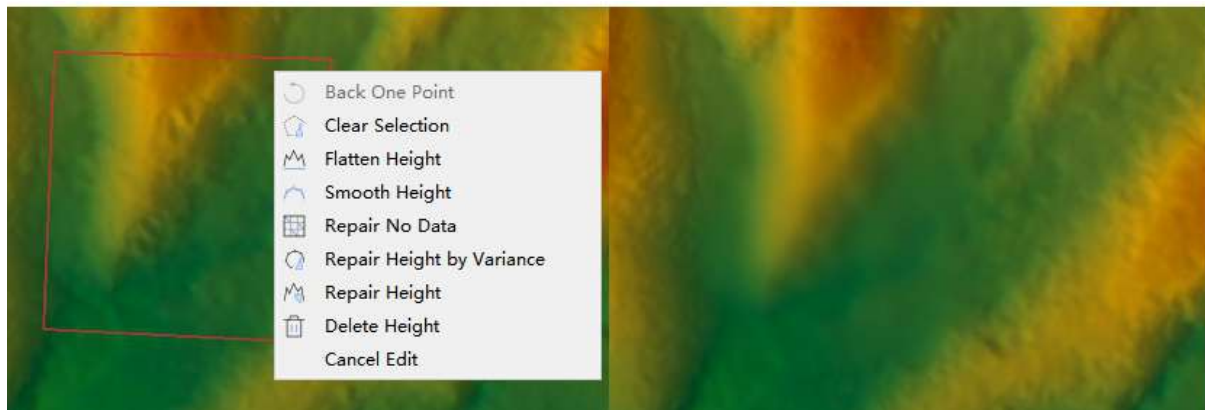 Back One Point
Clear Selection
Flatten Height
Smooth Height
Repair No Data
Repair Height by Variance
Repair Height
Delete Height
Cancel Edit